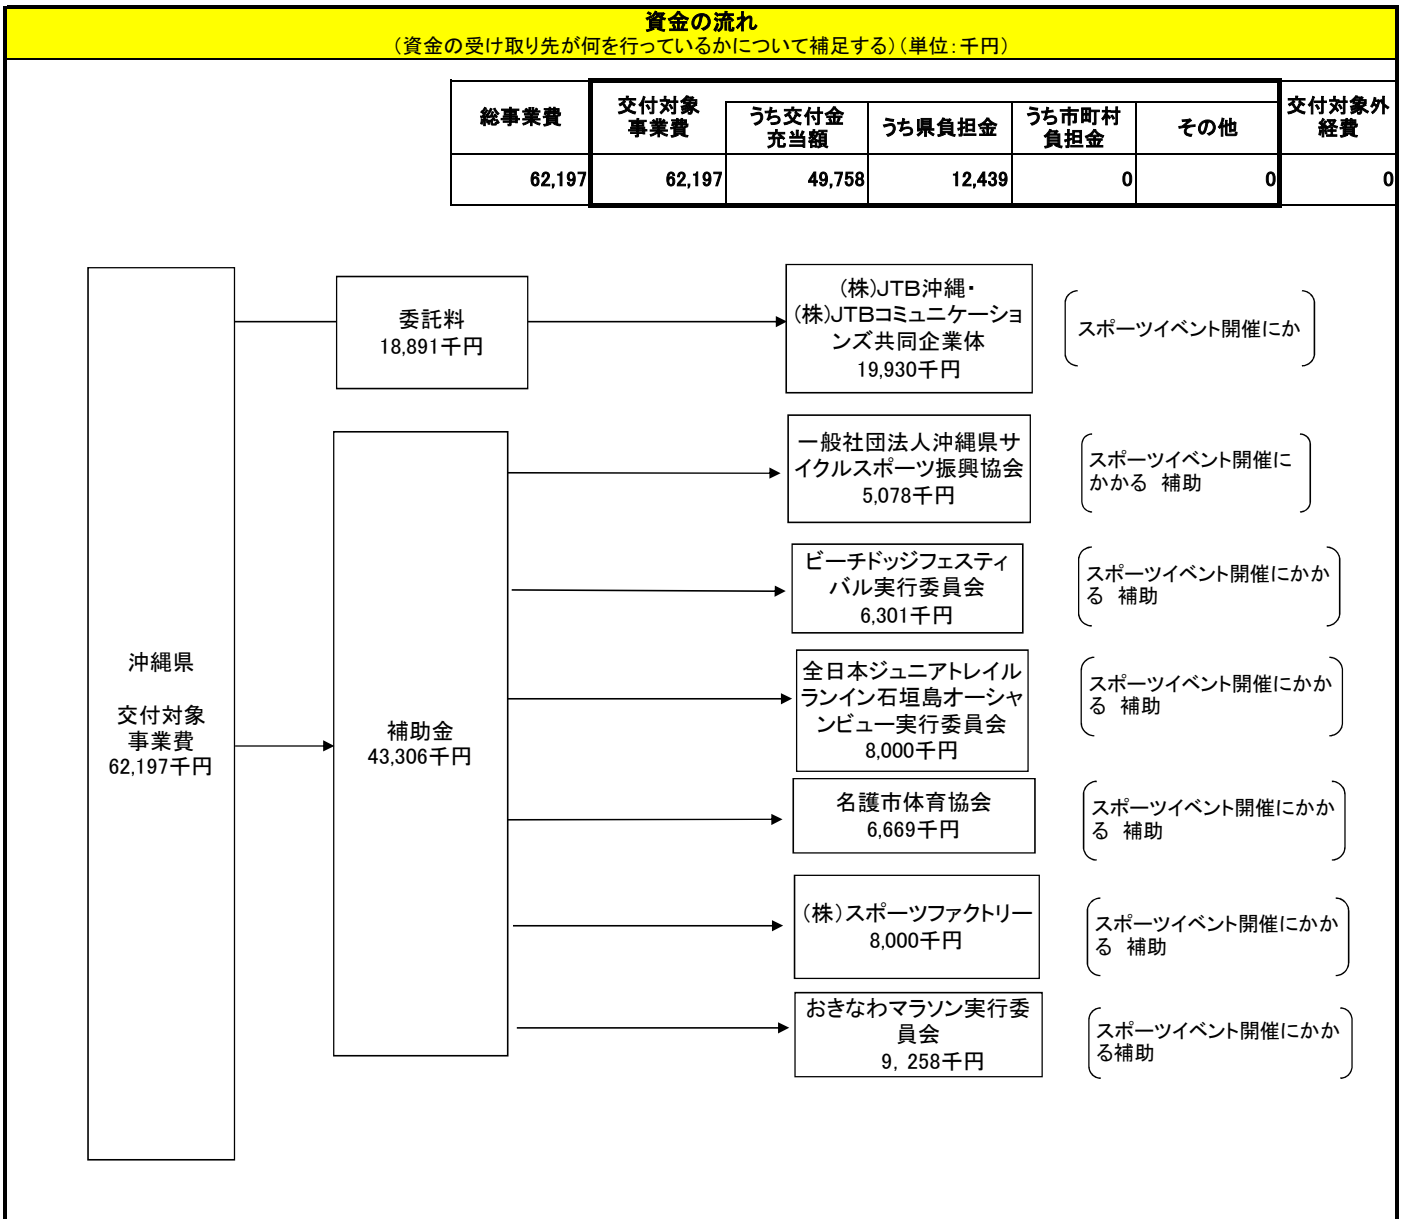 資金の流れ
(資金の受け取り先が何を行っているかについて補足する)(単位:千円)
総事業費
交付対象
事業費
うち交付金
充当額
うち県負担金
うち市町村
負担金
その他
交付対象外
経費
62,197
62,197
49,758
12,439
0
0
0
沖縄県
交付対象
事業費
62,197千円
委託料
18,891千円
(株)JTB沖縄・
(株)JTBコミュニケーショ
ンズ共同企業体
19,930千円
スポーツイベント開催にか
補助金
43,306千円
一般社団法人沖縄県サ
イクルスポーツ振興協会
5,078千円
スポーツイベント開催に
かかる 補助
ビーチドッジフェスティ
バル実行委員会
6,301千円
スポーツイベント開催にかか
る 補助
全日本ジュニアトレイル
ランイン石垣島オーシャ
ンビュー実行委員会
8,000千円
スポーツイベント開催にかか
る 補助
名護市体育協会
6,669千円
スポーツイベント開催にかか
る 補助
(株)スポーツファクトリー
8,000千円
スポーツイベント開催にかか
る 補助
おきなわマラソン実行委
員会
9,258千円
スポーツイベント開催にかか
る補助